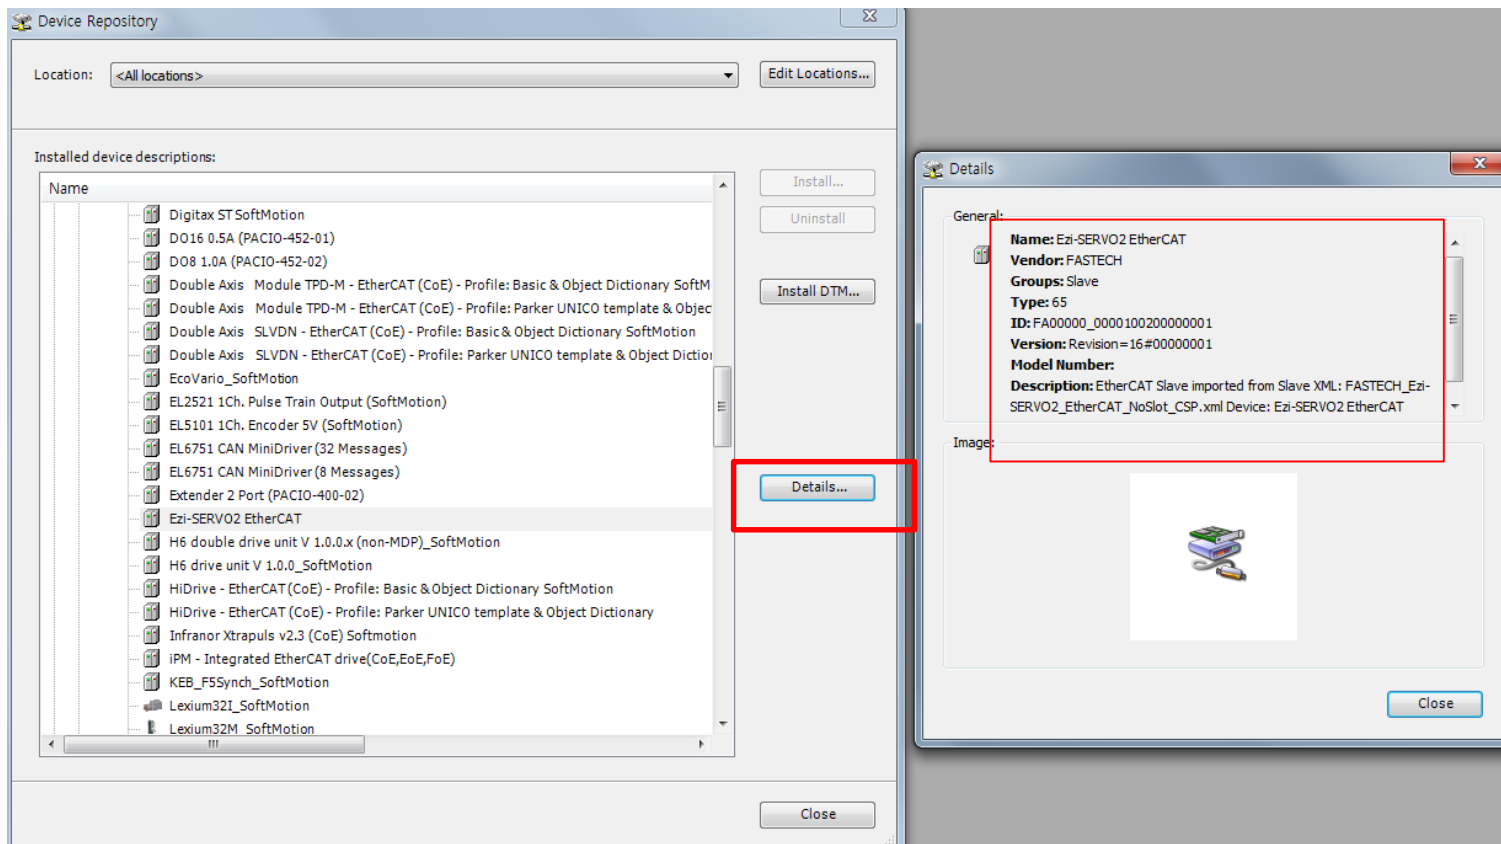 Device Repository
Location:
<All locations>
Edit Locations...
Installed device descriptions:
Name
Digitax ST SoftMotion
DO16 0.5A (PACIO-452-01)
DO8 1.0A (PACIO-452-02)
Double Axis Module TPD-M - EtherCAT (CoE) - Profile: Basic & Object Dictionary SoftM
Double Axis Module TPD-M - EtherCAT (CoE) - Profile: Parker UNICO template & Objec
Double Axis SLVDN - EtherCAT (CoE) - Profile: Basic & Object Dictionary SoftMotion
Double Axis SLVDN - EtherCAT (CoE) - Profile: Parker UNICO template & Object Diction
EcoVario_SoftMotion
EL2521 1Ch. Pulse Train Output (SoftMotion)
EL5101 1Ch. Encoder 5V (SoftMotion)
EL6751 CAN MiniDriver (32 Messages)
EL6751 CAN MiniDriver (8 Messages)
Extender 2 Port (PACIO-400-02)
Ezi-SERVO2 EtherCAT
H6 double drive unit V 1.0.0.x (non-MDP)_SoftMotion
H6 drive unit V 1.0.0_SoftMotion
HiDrive - EtherCAT (CoE) - Profile: Basic & Object Dictionary SoftMotion
HiDrive - EtherCAT (CoE) - Profile: Parker UNICO template & Object Dictionary
Infranor Xtrapuls v2.3 (CoE) Softmotion
iPM - Integrated EtherCAT drive(CoE,EoE,FoE)
KEB_F5Synch_SoftMotion
Lexium32I_SoftMotion
Lexium32M_SoftMotion
Install...
Uninstall
Install DTM...
Details...
Close
Details
General:
Name: Ezi-SERVO2 EtherCAT
Vendor: FASTECH
Groups: Slave
Type: 65
ID: FA00000_0000100200000001
Version: Revision=16#00000001
Model Number:
Description: EtherCAT Slave imported from Slave XML: FASTECH_Ezi-
SERVO2_EtherCAT_NoSlot_CSP.xml Device: Ezi-SERVO2 EtherCAT
Image:
Close